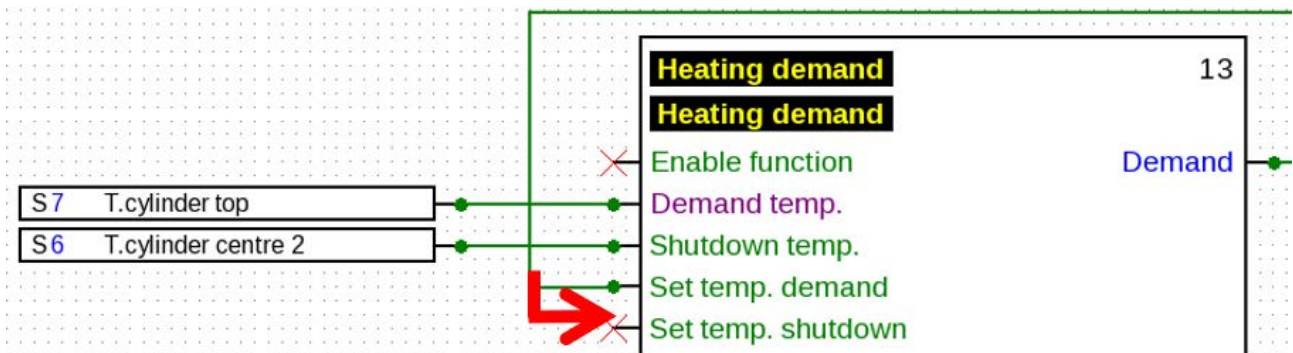 Heating demand 13
Heating demand
Enable function Demand
S7 T.cylinder top Demand temp.
S6 T.cylinder centre 2 Shutdown temp.
Set temp. demand
Set temp. shutdown